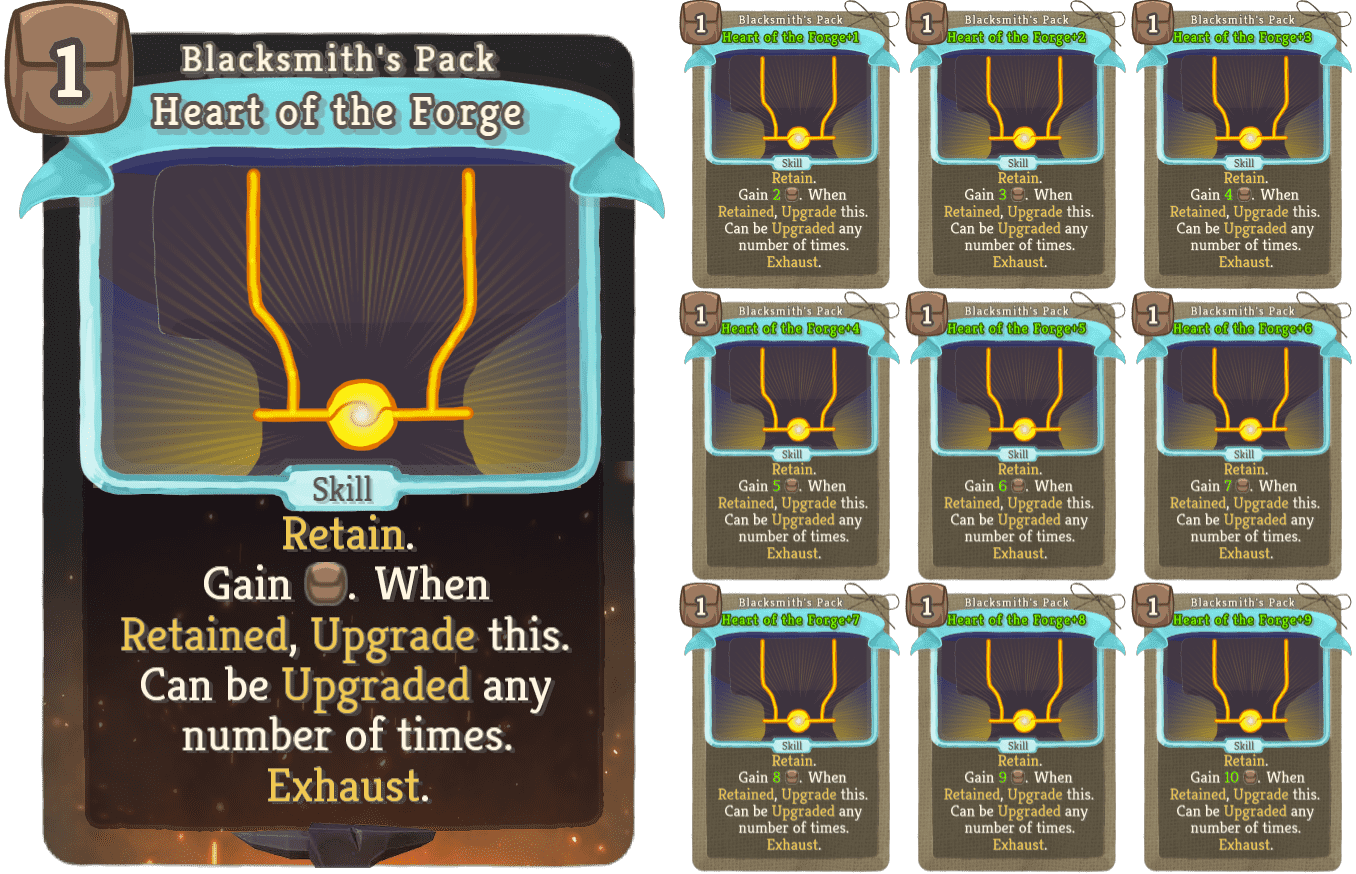 1
Blacksmith's Pack
Heart of the Forge
Skill
Retain.
Gain . When
Retained, Upgrade this.
Can be Upgraded any
number of times.
Exhaust.
1
Blacksmith's Pack
Heart of the Forge+1
Skill
Retain.
Gain 2 . When
Retained, Upgrade this.
Can be Upgraded any
number of times.
Exhaust.
1
Blacksmith's Pack
Heart of the Forge+2
Skill
Retain.
Gain 3 . When
Retained, Upgrade this.
Can be Upgraded any
number of times.
Exhaust.
1
Blacksmith's Pack
Heart of the Forge+3
Skill
Retain.
Gain 4 . When
Retained, Upgrade this.
Can be Upgraded any
number of times.
Exhaust.
1
Blacksmith's Pack
Heart of the Forge+4
Skill
Retain.
Gain 5 . When
Retained, Upgrade this.
Can be Upgraded any
number of times.
Exhaust.
1
Blacksmith's Pack
Heart of the Forge+5
Skill
Retain.
Gain 6 . When
Retained, Upgrade this.
Can be Upgraded any
number of times.
Exhaust.
1
Blacksmith's Pack
Heart of the Forge+6
Skill
Retain.
Gain 7 . When
Retained, Upgrade this.
Can be Upgraded any
number of times.
Exhaust.
1
Blacksmith's Pack
Heart of the Forge+7
Skill
Retain.
Gain 8 . When
Retained, Upgrade this.
Can be Upgraded any
number of times.
Exhaust.
1
Blacksmith's Pack
Heart of the Forge+8
Skill
Retain.
Gain 9 . When
Retained, Upgrade this.
Can be Upgraded any
number of times.
Exhaust.
1
Blacksmith's Pack
Heart of the Forge+9
Skill
Retain.
Gain 10 . When
Retained, Upgrade this.
Can be Upgraded any
number of times.
Exhaust.